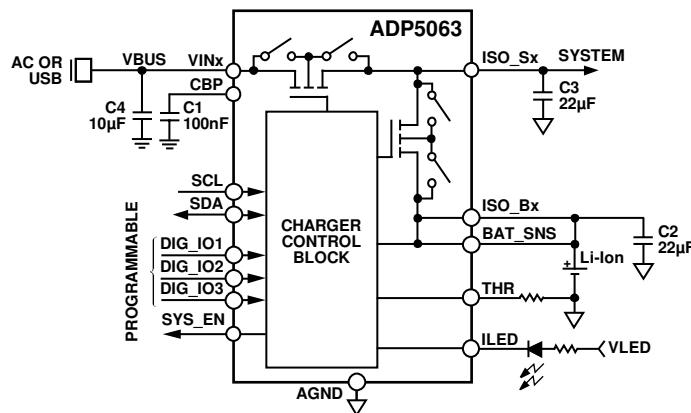 ADP5063
AC OR
USB
VBUS
VINx
CBP
C4
10µF
C1
100nF
ISO_Sx
SYSTEM
C3
22µF
SCL
SDA
PROGRAMMABLE
DIG_IO1
DIG_IO2
DIG_IO3
SYS_EN
CHARGER
CONTROL
BLOCK
ISO_Bx
BAT_SNS
C2
22µF
+
Li-Ion
THR
ILED
VLED
AGND